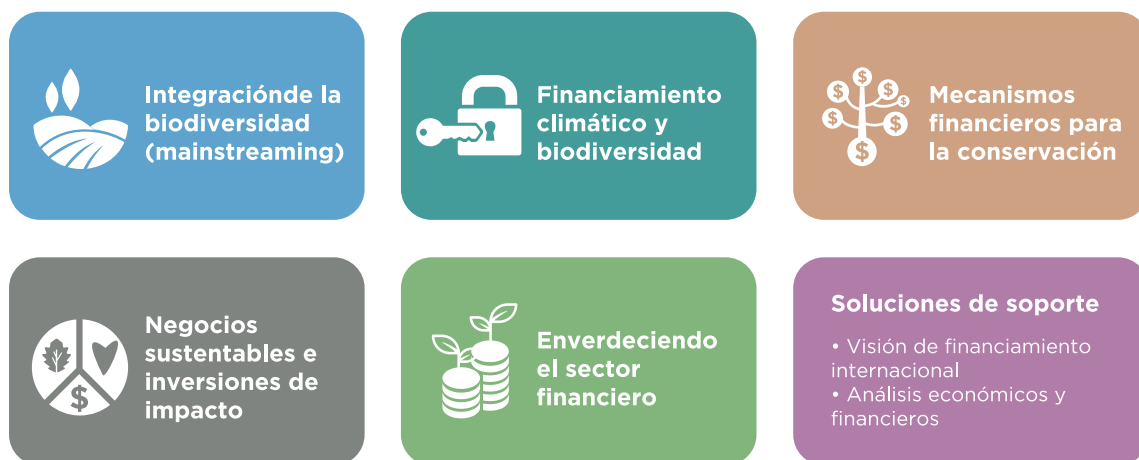 Integraciónde la
biodiversidad
(mainstreaming)
Financiamiento
climático y
biodiversidad
Mecanismos
financieros para
la conservación
Negocios
sustentables e
inversiones de
impacto
Enverdeciendo
el sector
financiero
Soluciones de soporte
• Visión de financiamiento
internacional
• Análisis económicos y
financieros